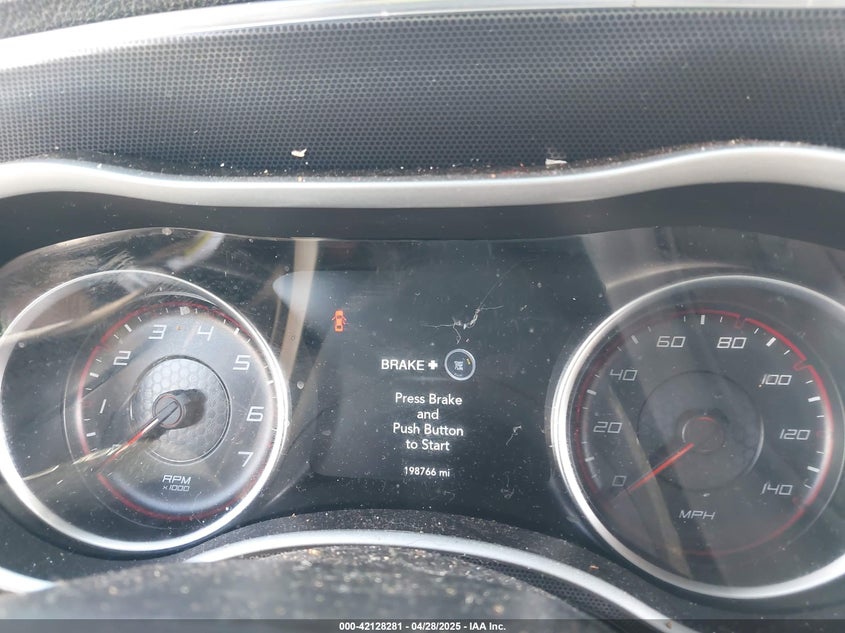 1
2
3
4
5
6
7
RPM
x1000
BRAKE +
Press Brake
and
Push Button
to Start
198766 mi
0
20
40
60
80
100
120
140
MPH
000-42128281 | 04/28/2025 | IAA Inc.